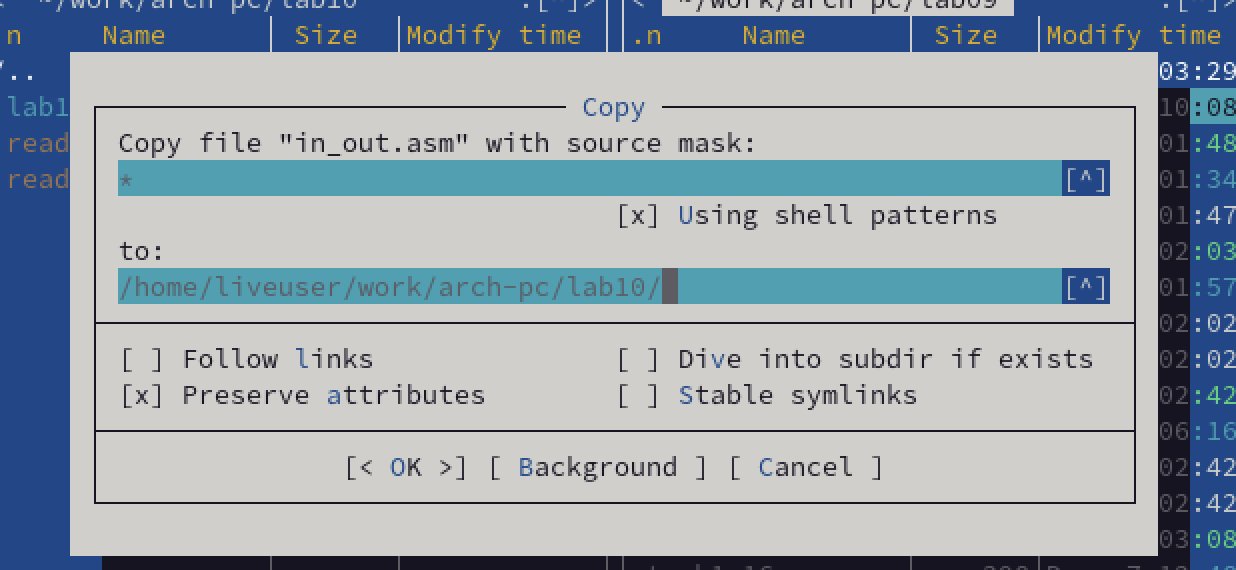 ~/work/arch-pc/lab10 .[^]> < ~/work/arch-pc/lab09 .[^]>
n Name Size Modify time .n Name Size Modify time
/.. 03:29
lab1 10:08
Copy
read Copy file "in_out.asm" with source mask: 01:48
read * [^] 01:34
[x] Using shell patterns 01:47
to: 02:03
/home/liveuser/work/arch-pc/lab10/ [^] 01:57
02:02
[ ] Follow links [ ] Dive into subdir if exists 02:02
[x] Preserve attributes [ ] Stable symlinks 02:42
06:16
[< OK >] [ Background ] [ Cancel ] 02:42
02:42
03:08